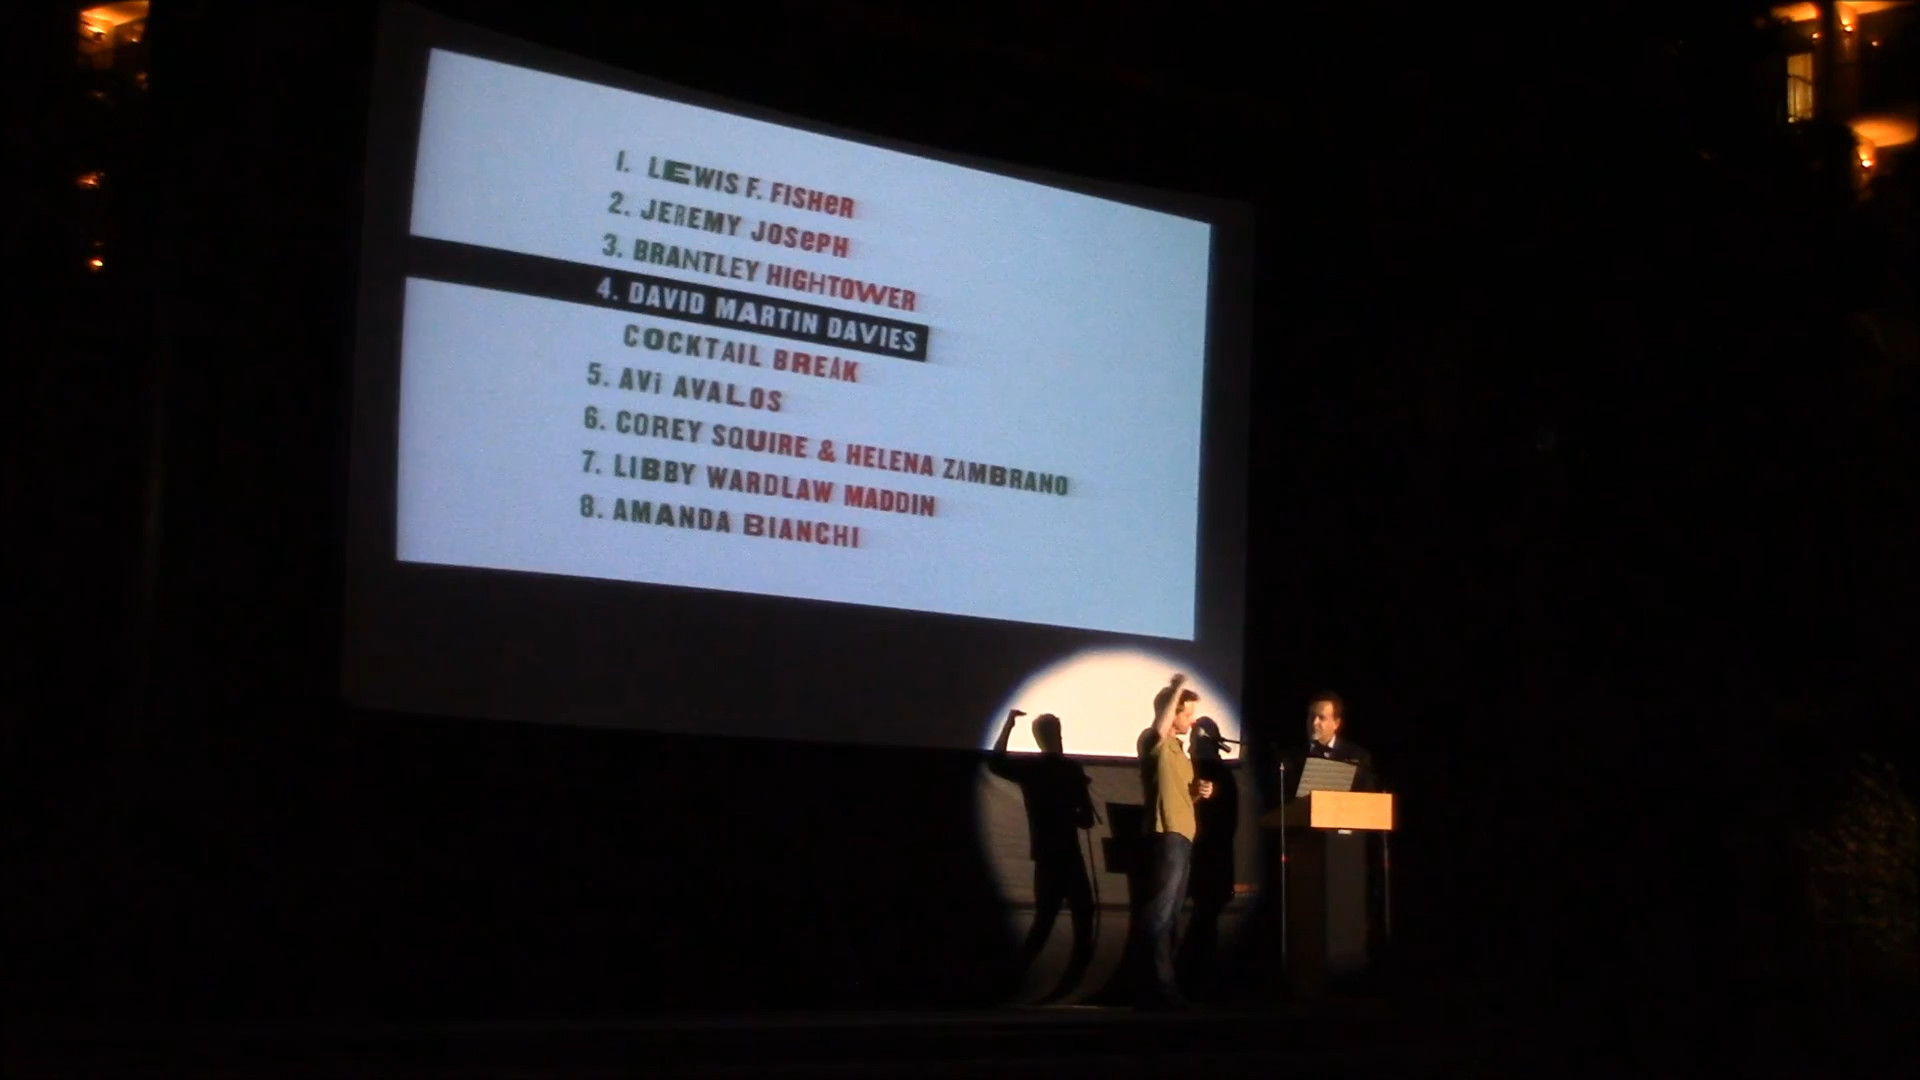 1. LEWIS F. FISHeR
2. JEREMY JOSePH
3. BRANTLEY HIGHTOWER
4. DAVID MARTIN DAVIES
COCKTAIL BREAK
5. AVi AVALOS
6. COREY SQUIRE & HELENA ZAMBRANO
7. LIBBY WARDLAW MADDIN
8. AMANDA BIANCHI